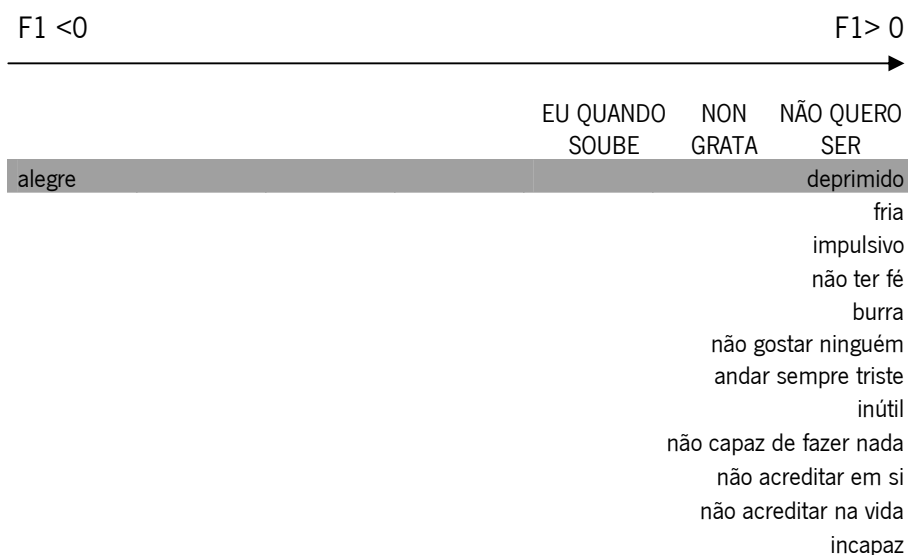 F1 <0 F1> 0
EU QUANDO NON NÃO QUERO
SOUBE GRATA SER
alegre deprimido
fria
impulsivo
não ter fé
burra
não gostar ninguém
andar sempre triste
inútil
não capaz de fazer nada
não acreditar em si
não acreditar na vida
incapaz